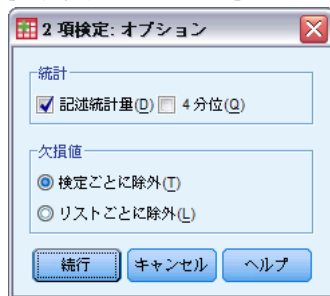 2 項検定: オプション
統計
記述統計量(D) 4 分位(Q)
欠損値
検定ごとに除外(T)
リストごとに除外(L)
続行 キャンセル ヘルプ